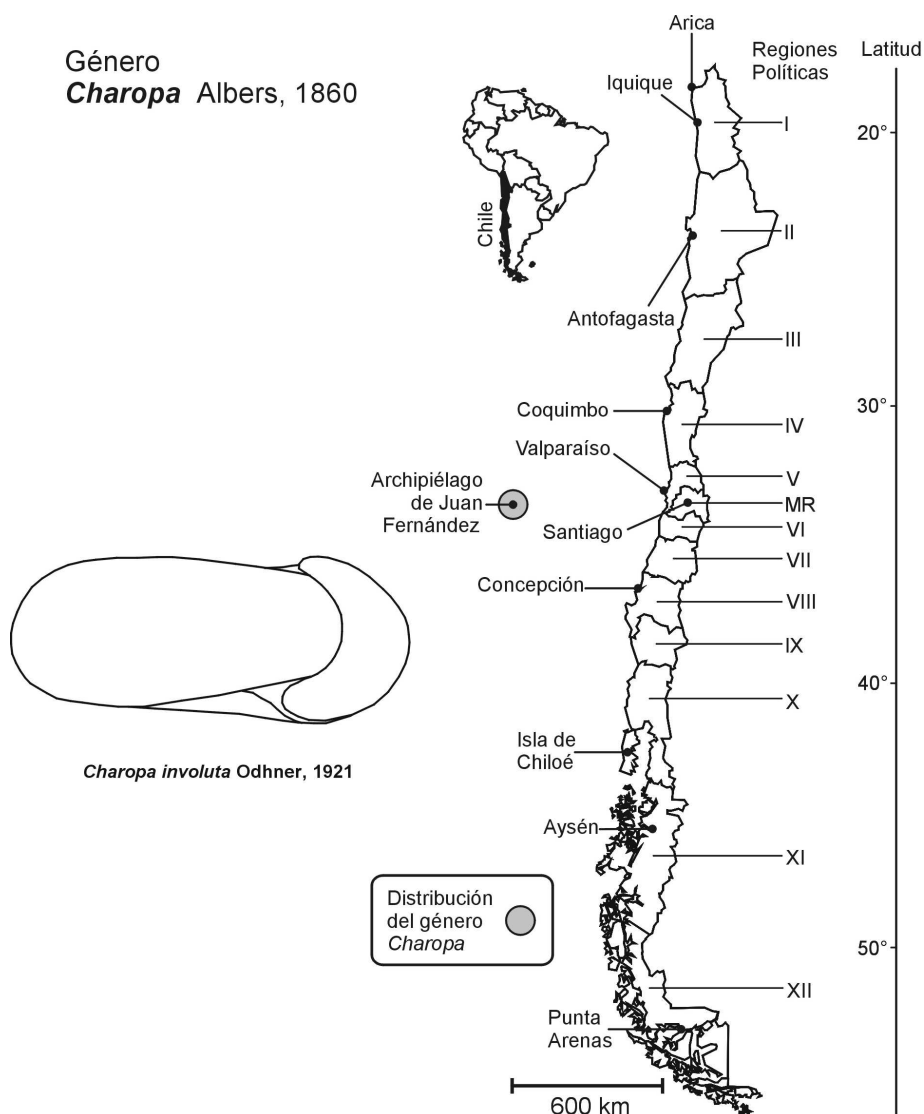 Género
Charopa Albers, 1860
Arica
Regiones
Políticas
Latitud
Iquique
I
20°
Chile
II
Antofagasta
III
30°
Coquimbo
IV
Valparaíso
V
Archipiélago
de Juan
Fernández
MR
Santiago
VI
VII
Concepción
VIII
IX
40°
X
Isla de
Chiloé
Charopa involuta Odhner, 1921
Aysén
XI
Distribución
del género
Charopa
50°
XII
Punta
Arenas
600 km